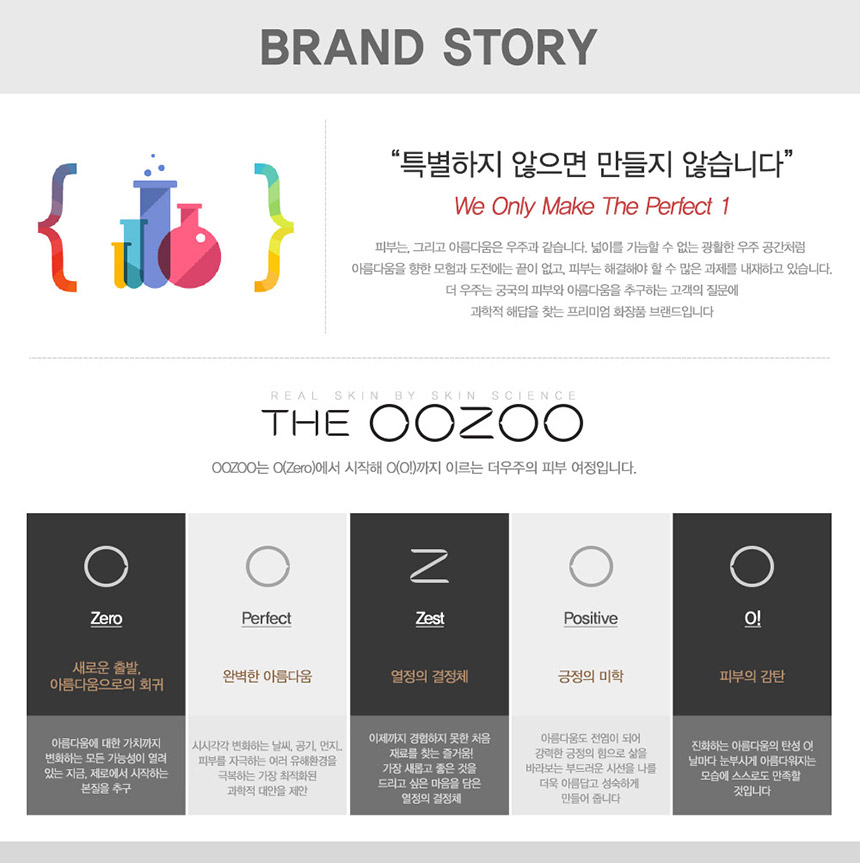 BRAND STORY
“특별하지 않으면 만들지 않습니다”
We Only Make The Perfect 1
피부는, 그리고 아름다움은 우주과 같습니다. 넓이를 가늠할 수 없는 광활한 우주 공간처럼
아름다움을 향한 모험과 도전에는 끝이 없고, 피부는 해결해야 할 수 많은 과제를 내재하고 있습니다.
더 우주는 궁국의 피부와 아름다움을 추구하는 고객의 질문에
과학적 해답을 찾는 프리미엄 화장품 브랜드입니다
REAL SKIN BY SKIN SCIENCE
THE OOZOO
OOZOO는 O(Zero)에서 시작해 O(O!)까지 이르는 더우주의 피부 여정입니다.
O
Zero
새로운 출발,
아름다움으로의 회귀
아름다움에 대한 가치까지
변화하는 모든 가능성이 열려
있는 지금, 제로에서 시작하는
본질을 추구
O
Perfect
완벽한 아름다움
시시각각 변화하는 날씨, 공기, 먼지..
피부를 자극하는 여러 유해환경을
극복하는 가장 최적화된
과학적 대안을 제안
Z
Zest
열정의 결정체
이제까지 경험하지 못한 처음
재료를 찾는 즐거움!
가장 새롭고 좋은 것을
드리고 싶은 마음을 담은
열정의 결정체
O
Positive
긍정의 미학
아름다움도 전염이 되어
강력한 긍정의 힘으로 삶을
바라보는 부드러운 시선을 나를
더욱 아름답고 성숙하게
만들어 줍니다
O
O!
피부의 감탄
진화하는 아름다움의 탄성 O!
날마다 눈부시게 아름다워지는
모습에 스스로도 만족할
것입니다